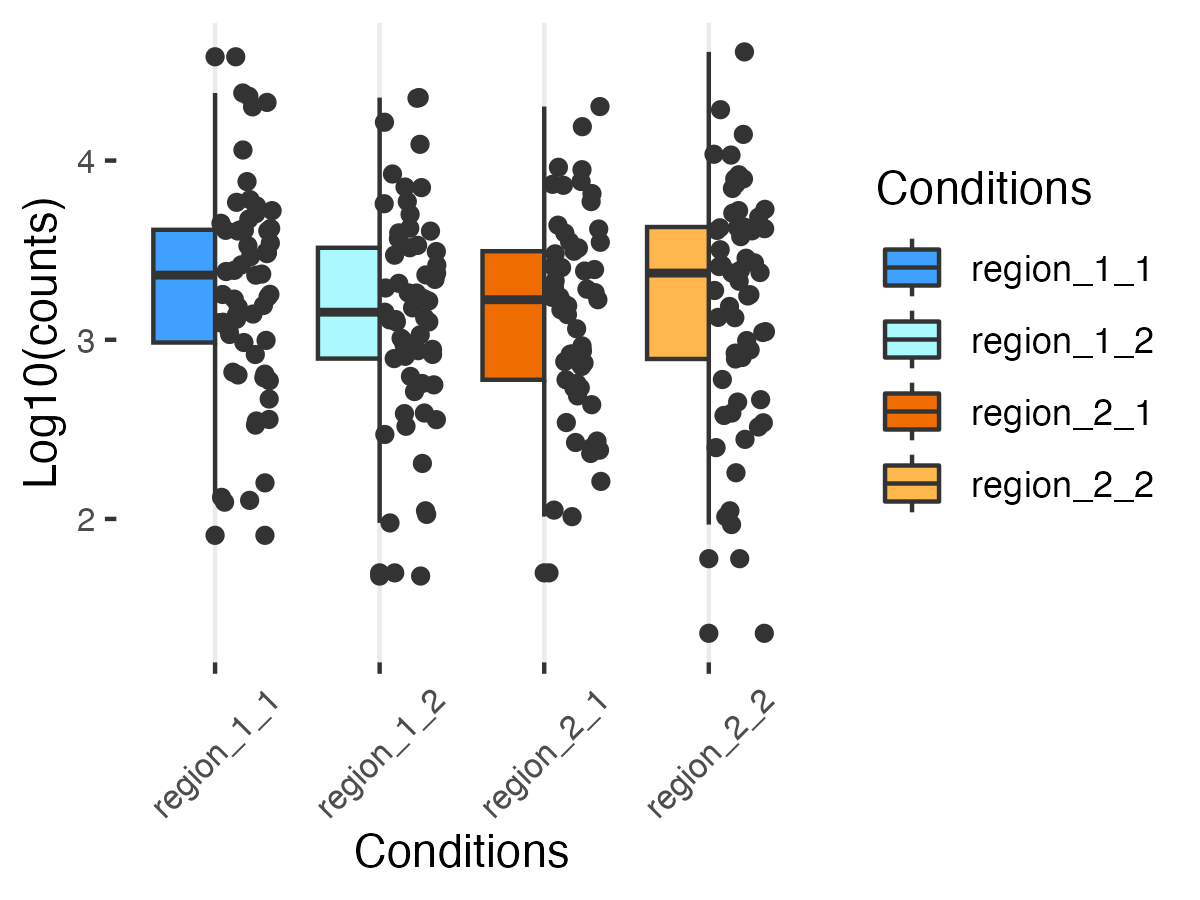 Log10(counts)
4
3
2
region_1_1
region_1_2
region_2_1
region_2_2
Conditions
Conditions
region_1_1
region_1_2
region_2_1
region_2_2